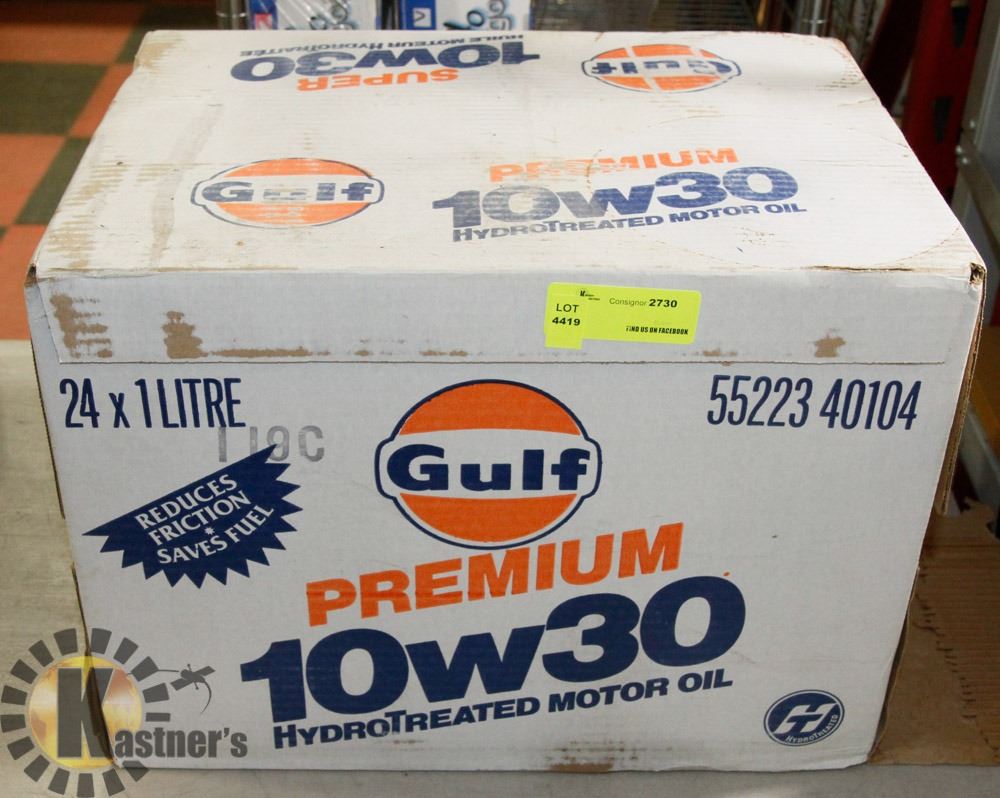 SUPER
10W30
HUILE MOTEUR HYDROTRAITÉE
Gulf
Gulf
PREMIUM
10W30
HYDROTREATED MOTOR OIL
LOT
4419
Consignor 2730
FIND US ON FACEBOOK
24 x 1 LITRE
55223 40104
REDUCES
FRICTION
*
SAVES FUEL
Gulf
PREMIUM
10W30
HYDROTREATED MOTOR OIL
HYDROTREATED
Kastner's